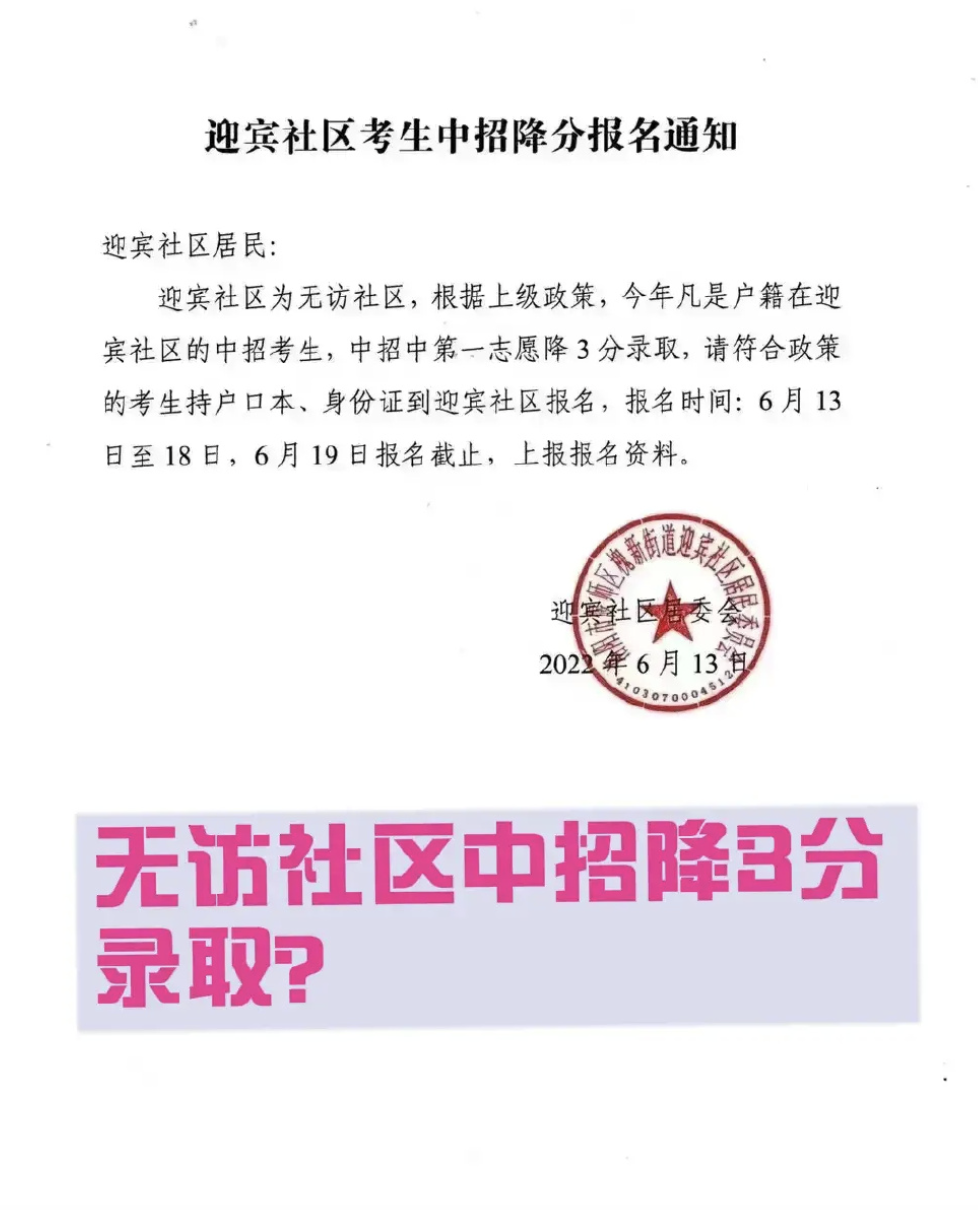 迎宾社区考生中招降分报名通知
迎宾社区居民：
迎宾社区为无访社区，根据上级政策，今年凡是户籍在迎
宾社区的中招考生，中招中第一志愿降3分录取，请符合政策
的考生持户口本、身份证到迎宾社区报名，报名时间：6月13
日至18日，6月19日报名截止，上报报名资料。
师区槐新街道迎宾社区居民委员会
迎宾社区居委会
2022年6月13日
4103070004512
无访社区中招降3分
录取?